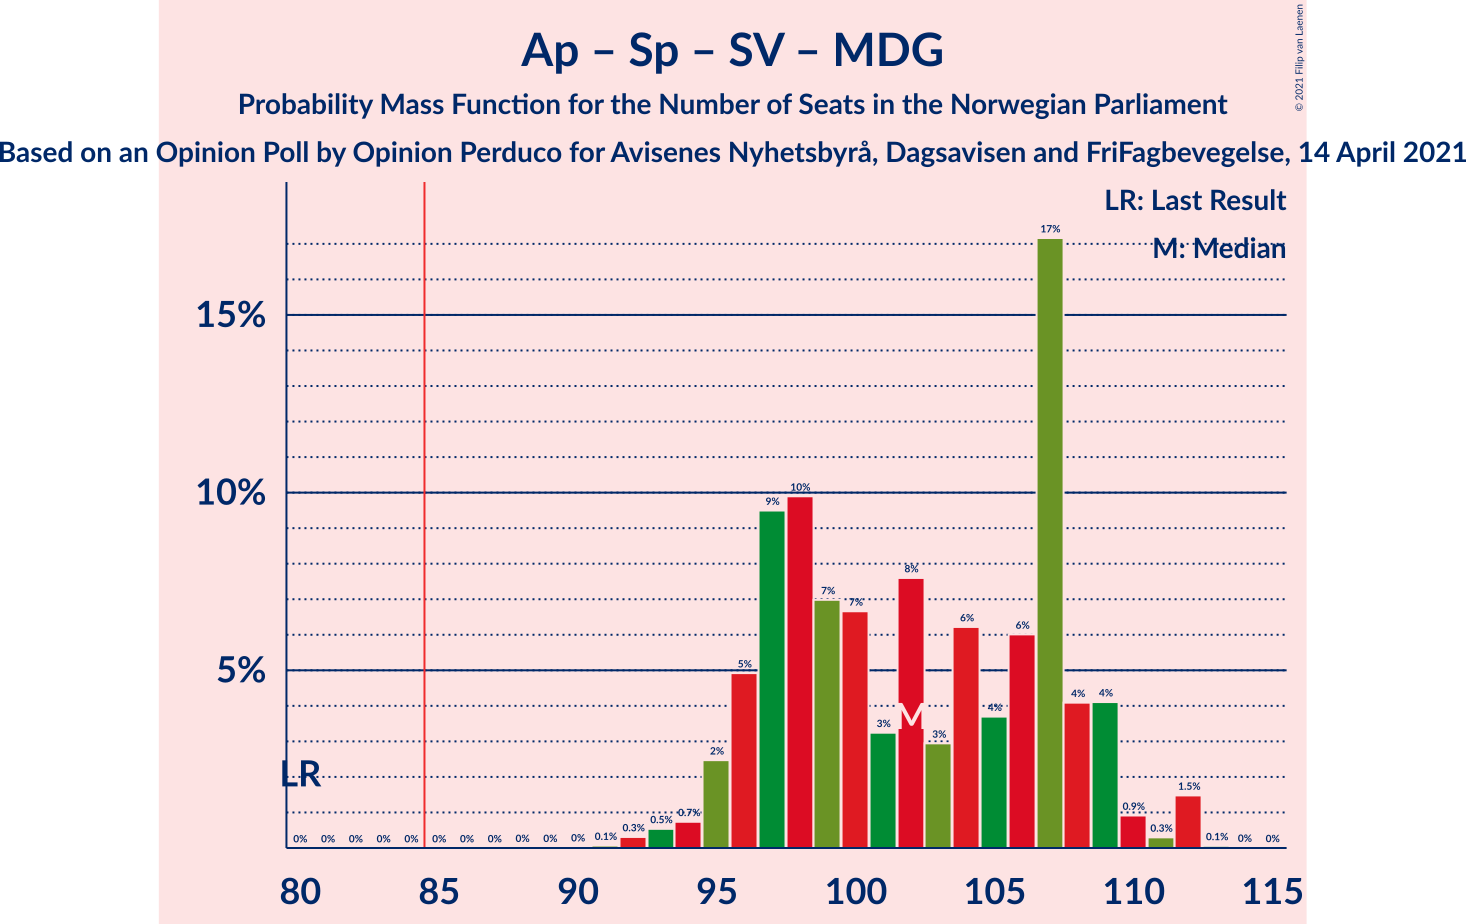 Ap – Sp – SV – MDG
Probability Mass Function for the Number of Seats in the Norwegian Parliament
Based on an Opinion Poll by Opinion Perduco for Avisenes Nyhetsbyrå, Dagsavisen and FriFagbevegelse, 14 April 2021
© 2021 Filip van Laenen
LR: Last Result
M: Median
15%
10%
5%
LR
M
0% 0% 0% 0% 0% 0% 0% 0% 0% 0% 0% 0.1% 0.3% 0.5% 0.7% 2% 5% 9% 10% 7% 7% 3% 8% 3% 6% 4% 6% 17% 4% 4% 0.9% 0.3% 1.5% 0.1% 0% 0%
80 85 90 95 100 105 110 115